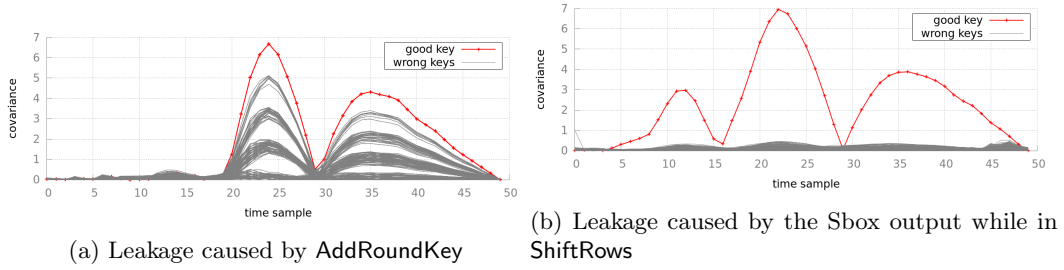 7
6
5
4
3
2
1
0
covariance
0 5 10 15 20 25 30 35 40 45 50
time sample
good key
wrong keys
(a) Leakage caused by AddRoundKey
7
6
5
4
3
2
1
0
covariance
0 5 10 15 20 25 30 35 40 45 50
time sample
good key
wrong keys
(b) Leakage caused by the Sbox output while in
ShiftRows